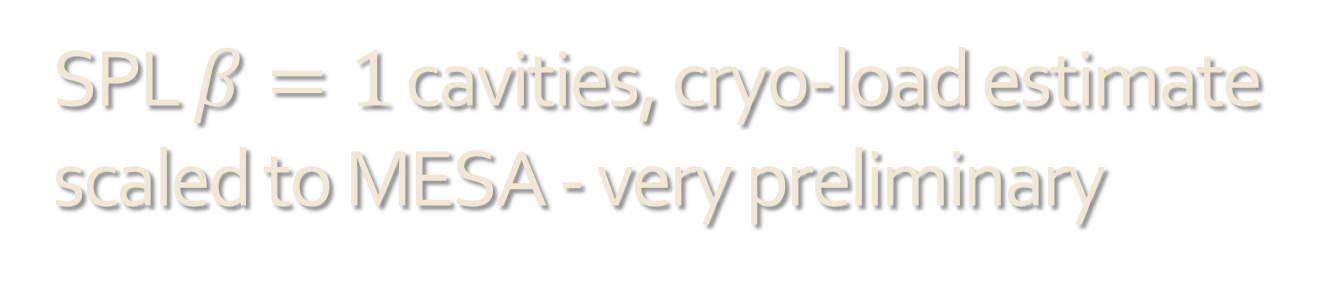 SPL β = 1 cavities, cryo-load estimate
scaled to MESA - very preliminary